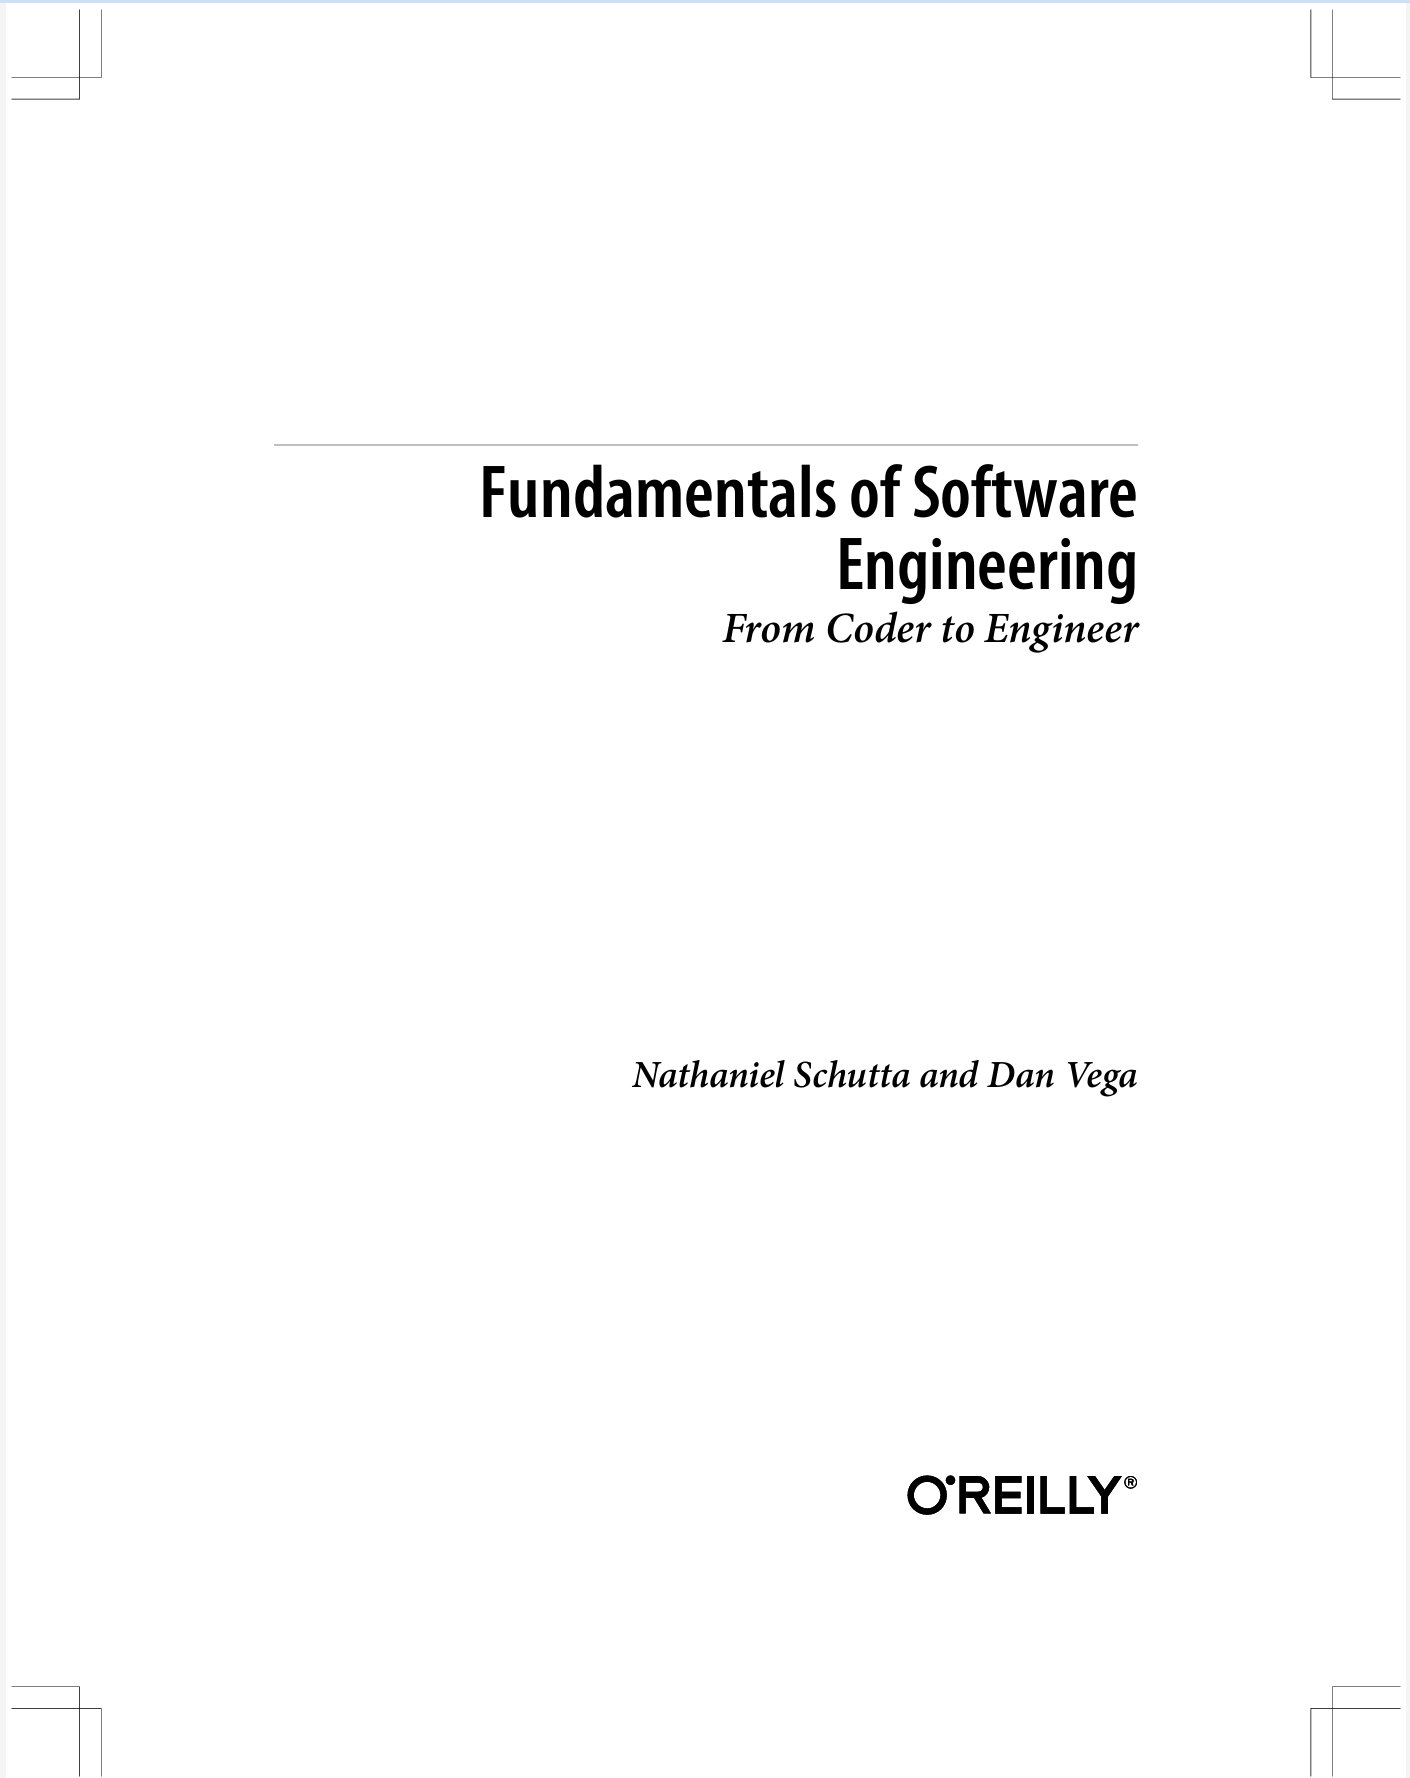 Fundamentals of Software
Engineering
From Coder to Engineer
Nathaniel Schutta and Dan Vega
O'REILLY®